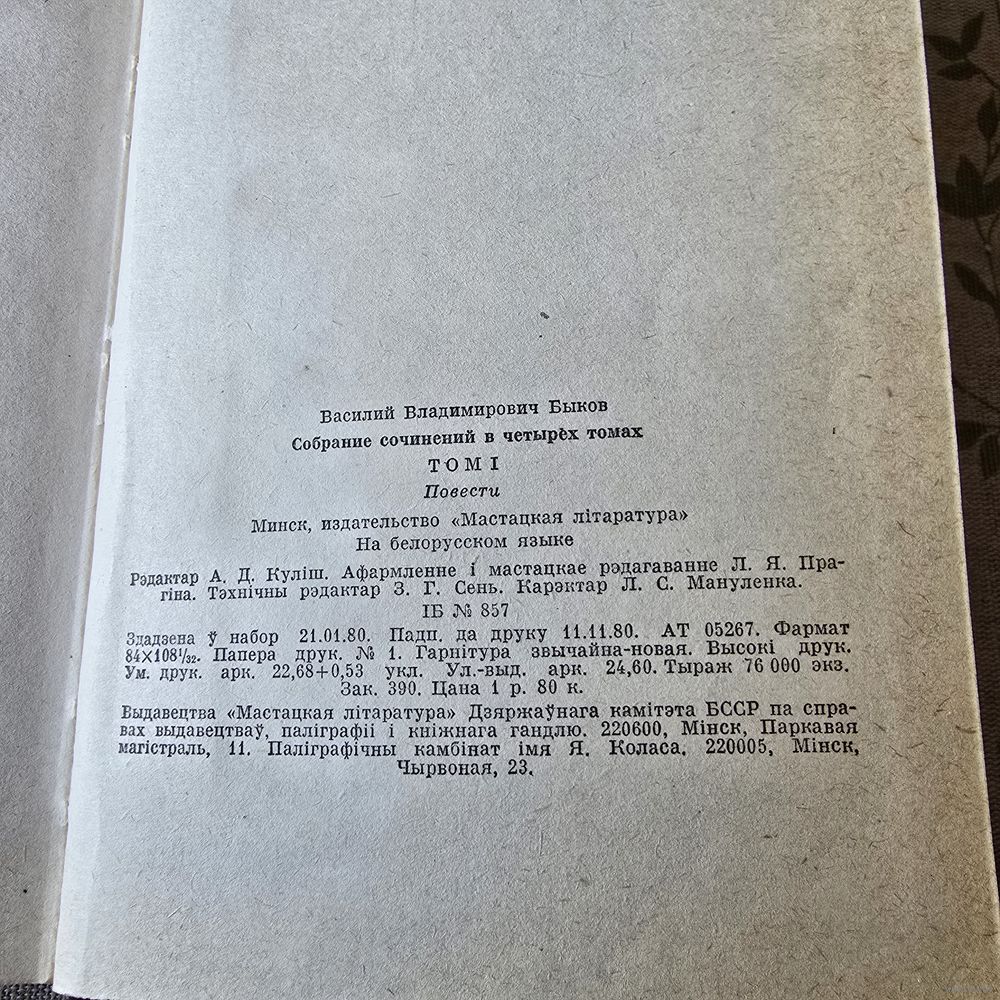 Василий Владимирович Быков
Собрание сочинений в четырёх томах
ТОМ I
Повести
Минск, издательство «Мастацкая літаратура»
На белорусском языке
Рэдактар А. Д. Куліш. Афармленне і мастацкае рэдагаванне Л. Я. Пра-
гіна. Тэхнічны рэдактар З. Г. Сень. Карэктар Л. С. Мануленка.
ІБ № 857
Здадзена ў набор 21.01.80. Падп. да друку 11.11.80. АТ 05267. Фармат
84×108¹/₃₂. Папера друк. № 1. Гарнітура звычайна-новая. Высокі друк.
Ум. друк. арк. 22,68+0,53 укл. Ул.-выд. арк. 24,60. Тыраж 76 000 экз.
Зак. 390. Цана 1 р. 80 к.
Выдавецтва «Мастацкая літаратура» Дзяржаўнага камітэта БССР па спра-
вах выдавецтваў, паліграфіі і кніжнага гандлю. 220600, Мінск, Паркавая
магістраль, 11. Паліграфічны камбінат імя Я. Коласа. 220005, Мінск,
Чырвоная, 23.